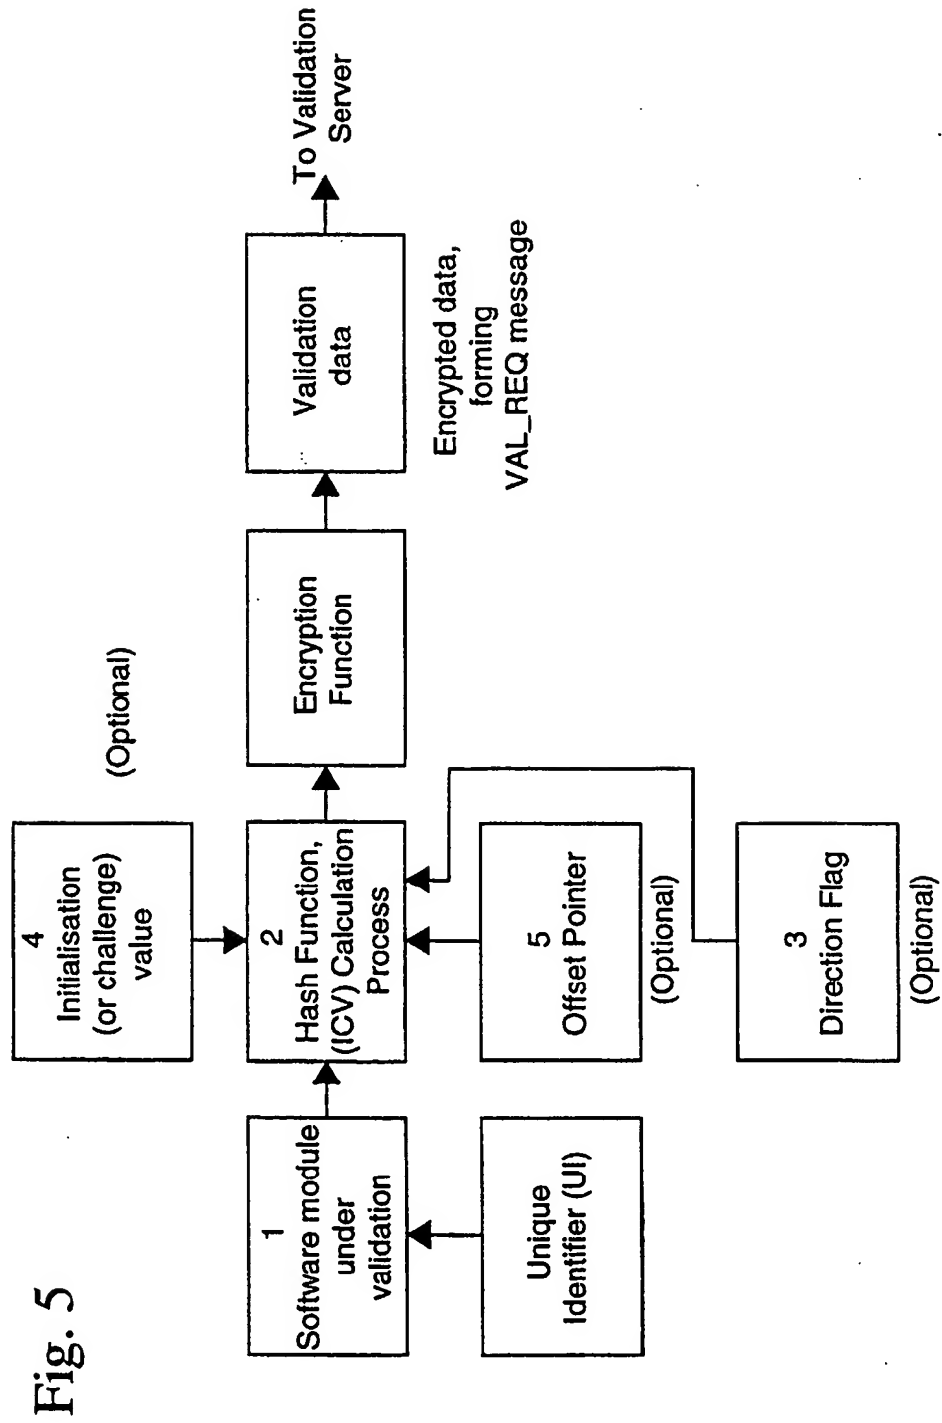 Fig. 5
4
Initialisation
(or challenge)
value
(Optional)
1
Software module
under
validation
2
Hash Function,
(ICV) Calculation
Process
Encryption
Function
Validation
data
To Validation
Server
Encrypted data,
forming
VAL_REQ message
Unique
Identifier (UI)
5
Offset Pointer
(Optional)
3
Direction Flag
(Optional)